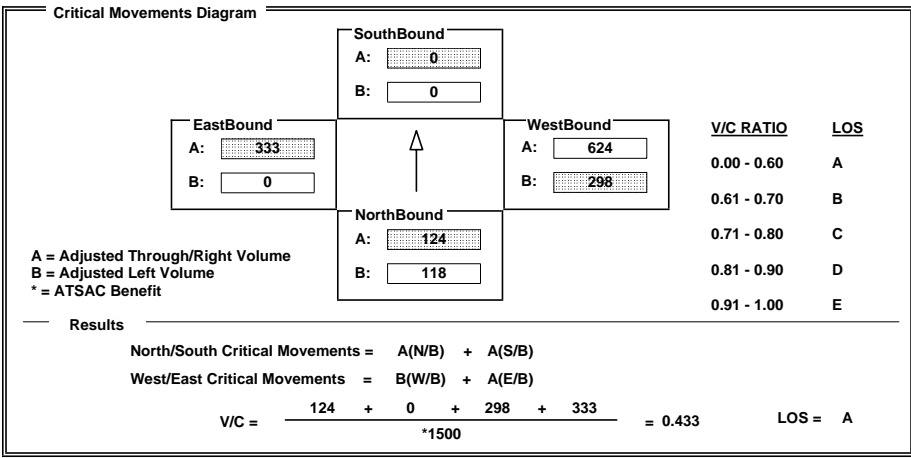 Critical Movements Diagram
SouthBound
A: 0
B: 0
EastBound
A: 333
B: 0
WestBound
A: 624
B: 298
NorthBound
A: 124
B: 118
V/C RATIO LOS
0.00 - 0.60 A
0.61 - 0.70 B
0.71 - 0.80 C
0.81 - 0.90 D
0.91 - 1.00 E
A = Adjusted Through/Right Volume
B = Adjusted Left Volume
* = ATSAC Benefit
Results
North/South Critical Movements = A(N/B) + A(S/B)
West/East Critical Movements = B(W/B) + A(E/B)
124 + 0 + 298 + 333
V/C = = 0.433 LOS = A
*1500